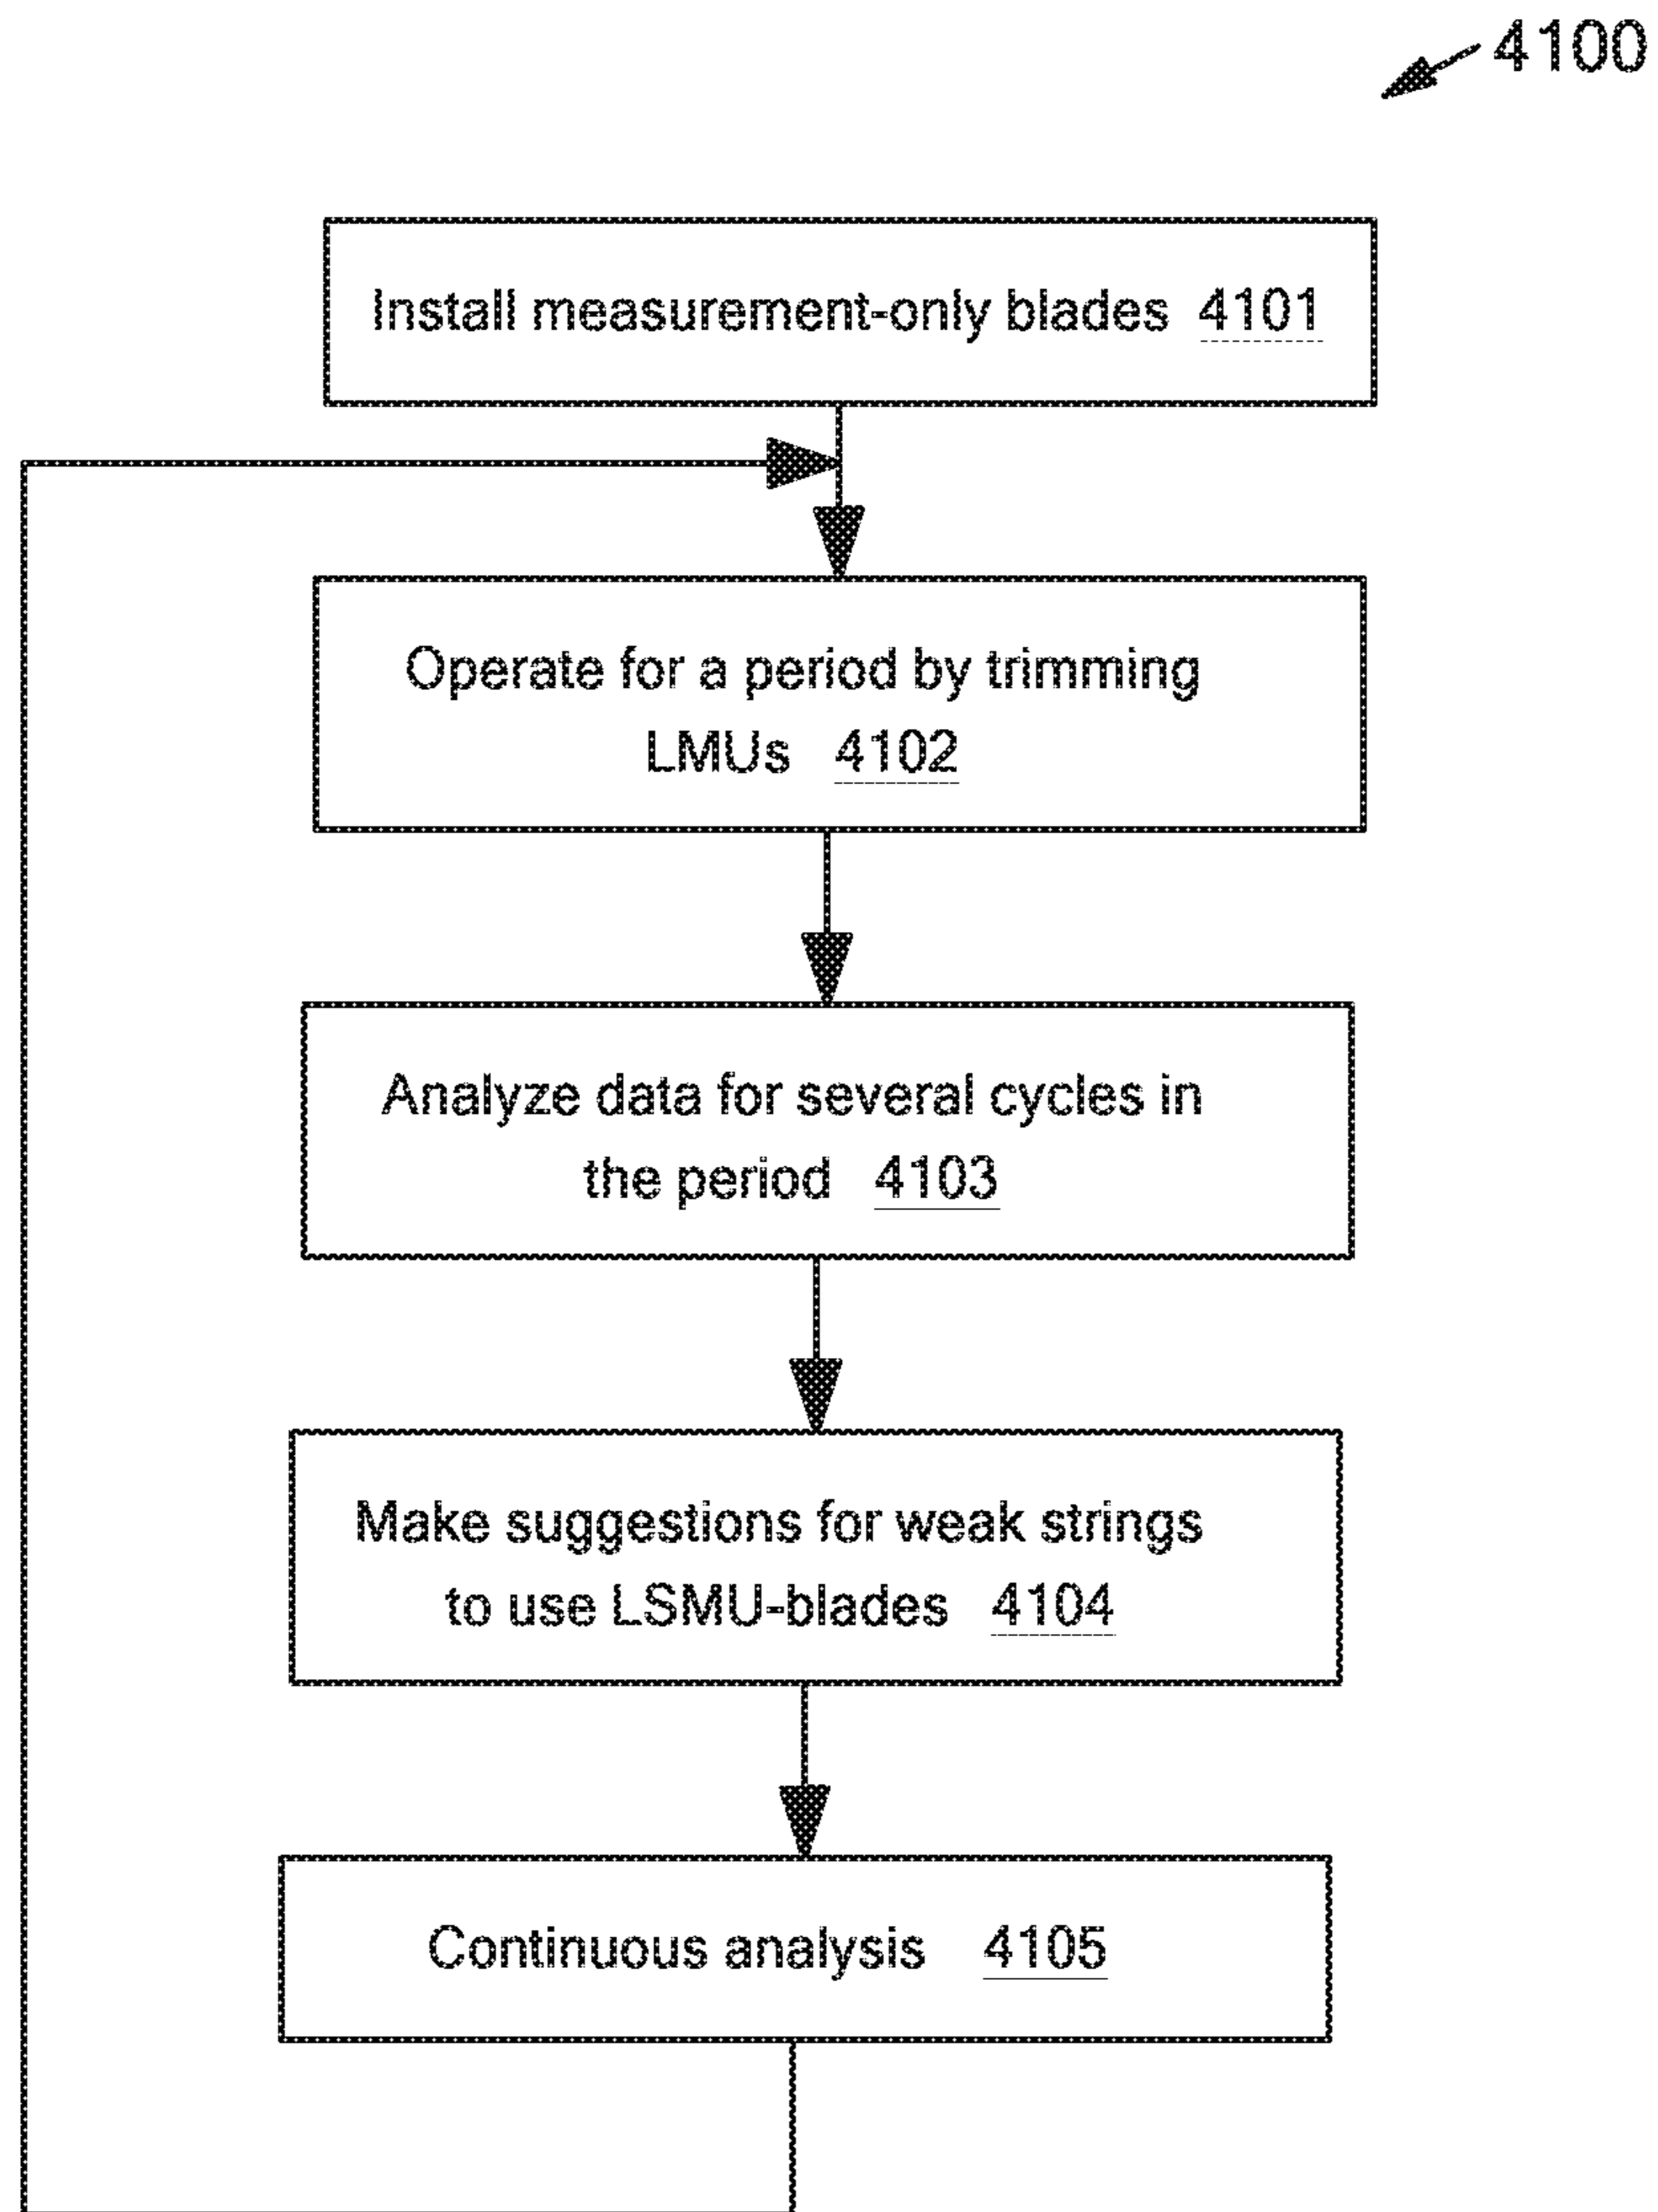 4100
Install measurement-only blades 4101
Operate for a period by trimming
LMUs 4102
Analyze data for several cycles in
the period 4103
Make suggestions for weak strings
to use LSMU-blades 4104
Continuous analysis 4105